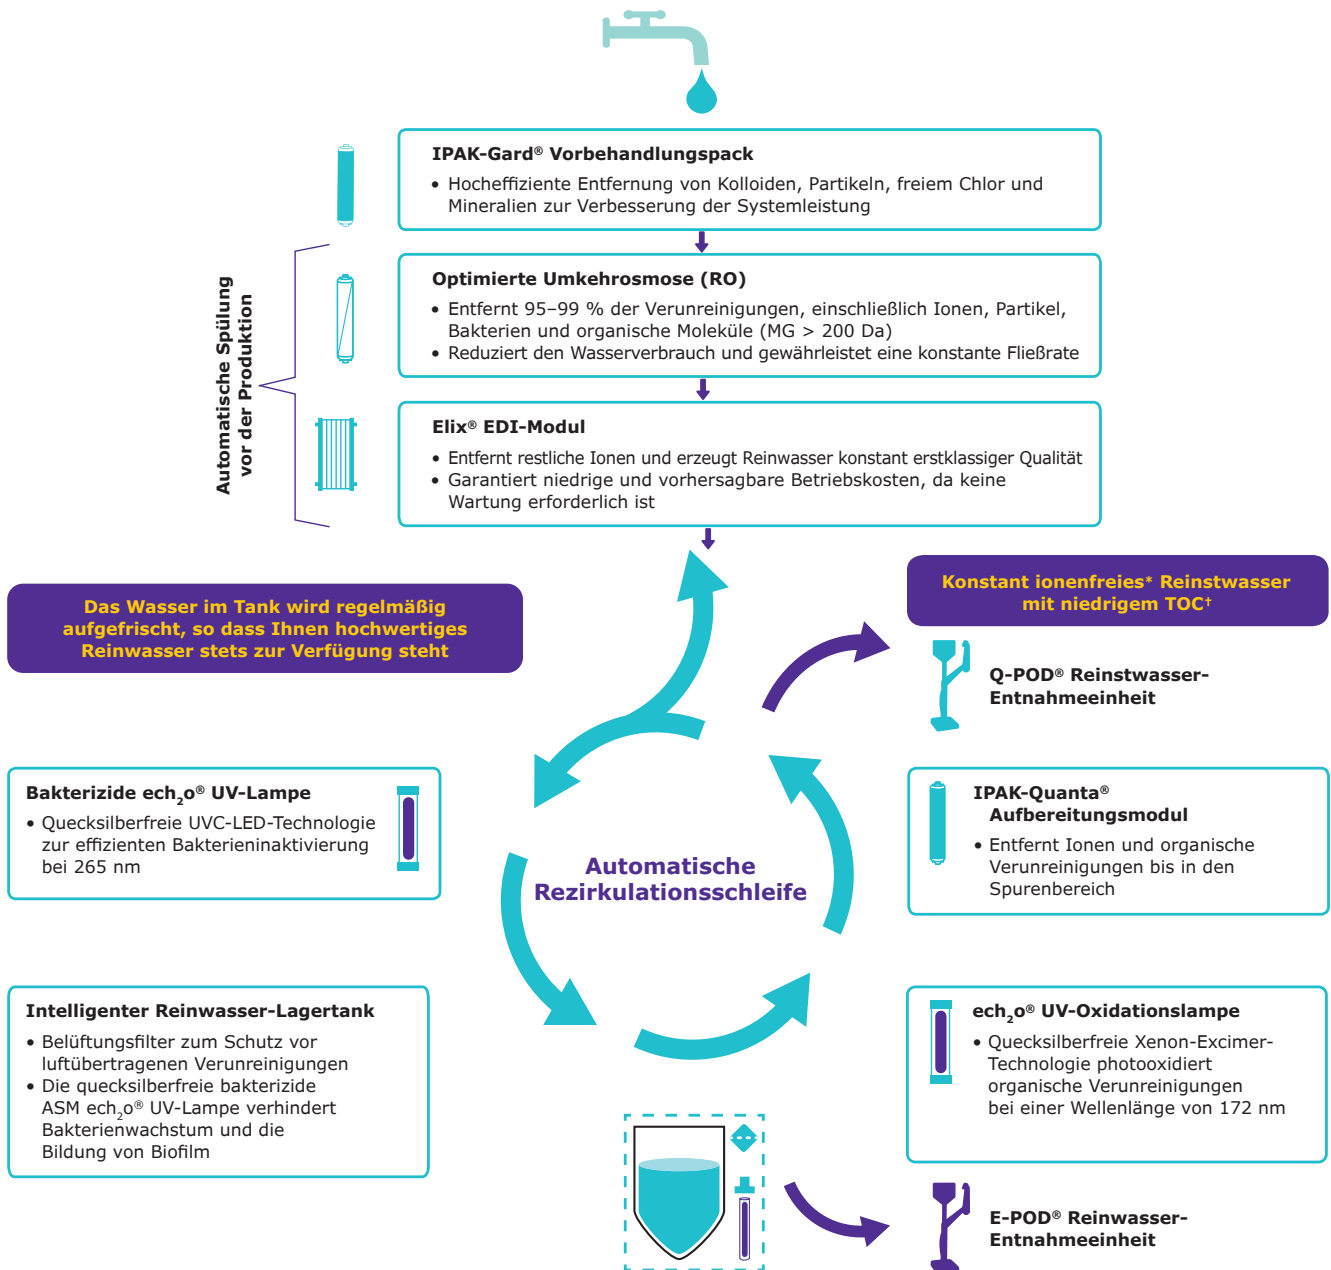 IPAK-Gard® Vorbehandlungspack
• Hocheffiziente Entfernung von Kolloiden, Partikeln, freiem Chlor und
Mineralien zur Verbesserung der Systemleistung
Automatische Spülung
vor der Produktion
Optimierte Umkehrosmose (RO)
• Entfernt 95–99 % der Verunreinigungen, einschließlich Ionen, Partikel,
Bakterien und organische Moleküle (MG > 200 Da)
• Reduziert den Wasserverbrauch und gewährleistet eine konstante Fließrate
Elix® EDI-Modul
• Entfernt restliche Ionen und erzeugt Reinwasser konstant erstklassiger Qualität
• Garantiert niedrige und vorhersagbare Betriebskosten, da keine
Wartung erforderlich ist
Das Wasser im Tank wird regelmäßig
aufgefrischt, so dass Ihnen hochwertiges
Reinwasser stets zur Verfügung steht
Konstant ionenfreies* Reinstwasser
mit niedrigem TOC†
Q-POD® Reinstwasser-
Entnahmeeinheit
Bakterizide ech₂o® UV-Lampe
• Quecksilberfreie UVC-LED-Technologie
zur effizienten Bakterieninaktivierung
bei 265 nm
Automatische
Rezirkulationsschleife
IPAK-Quanta®
Aufbereitungsmodul
• Entfernt Ionen und organische
Verunreinigungen bis in den
Spurenbereich
Intelligenter Reinwasser-Lagertank
• Belüftungsfilter zum Schutz vor
luftübertragenen Verunreinigungen
• Die quecksilberfreie bakterizide
ASM ech₂o® UV-Lampe verhindert
Bakterienwachstum und die
Bildung von Biofilm
ech₂o® UV-Oxidationslampe
• Quecksilberfreie Xenon-Excimer-
Technologie photooxidiert
organische Verunreinigungen
bei einer Wellenlänge von 172 nm
E-POD® Reinwasser-
Entnahmeeinheit